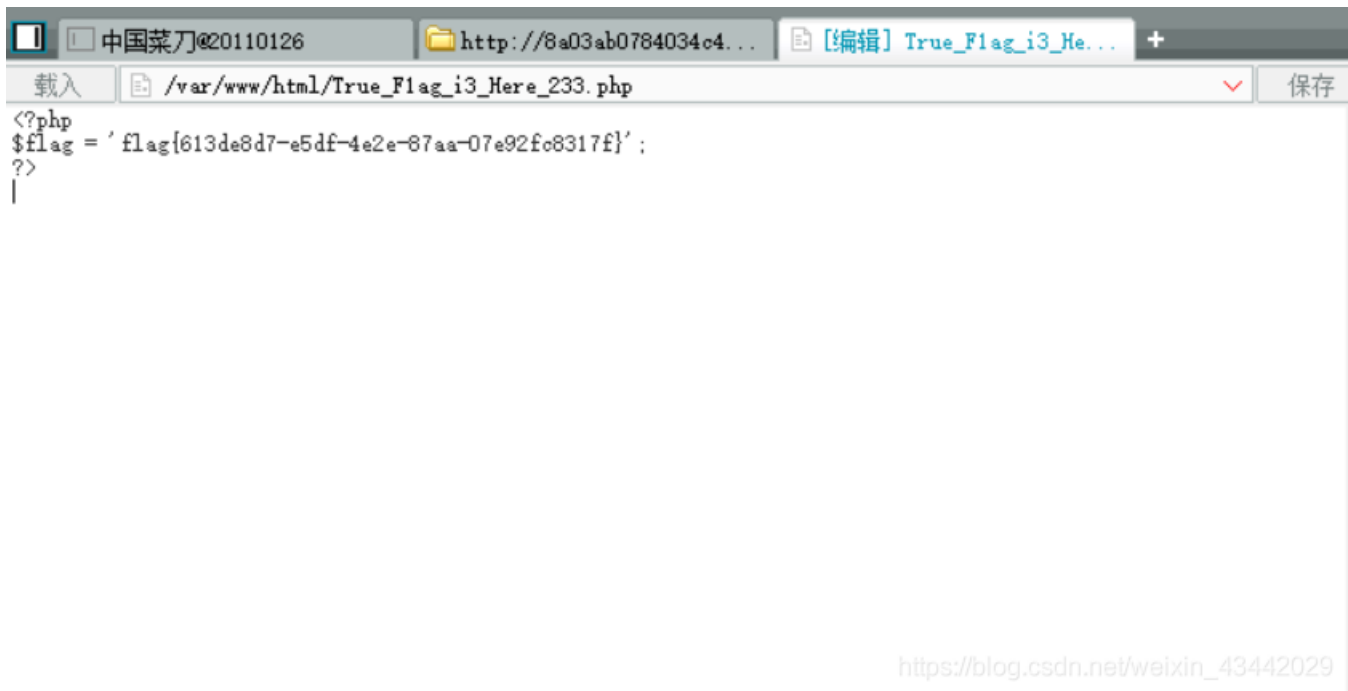 中国菜刀@20110126 http://8a03ab0784034c4... [编辑] True_F1ag_i3_He... +
载入 /var/www/html/True_F1ag_i3_Here_233.php 保存
<?php
$flag = 'flag{613de8d7-e5df-4e2e-87aa-07e92fc8317f}';
?>
https://blog.csdn.net/weixin_43442029